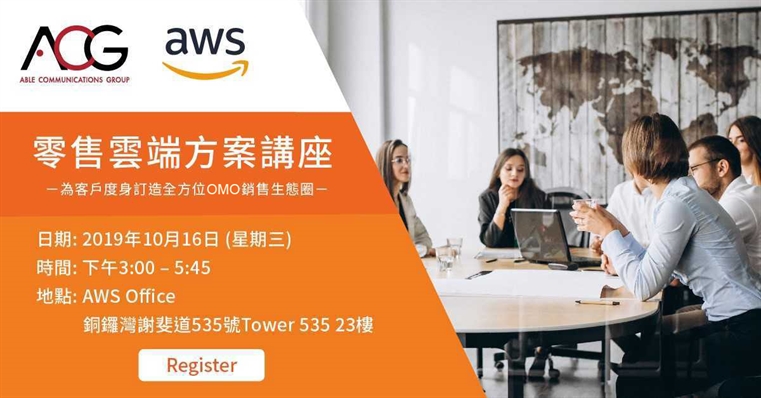 ACG
ABLE COMMUNICATIONS GROUP
aws
零售雲端方案講座
－為客戶度身訂造全方位OMO銷售生態圈－
日期: 2019年10月16日 (星期三)
時間: 下午3:00 – 5:45
地點: AWS Office
銅鑼灣謝斐道535號Tower 535 23樓
Register